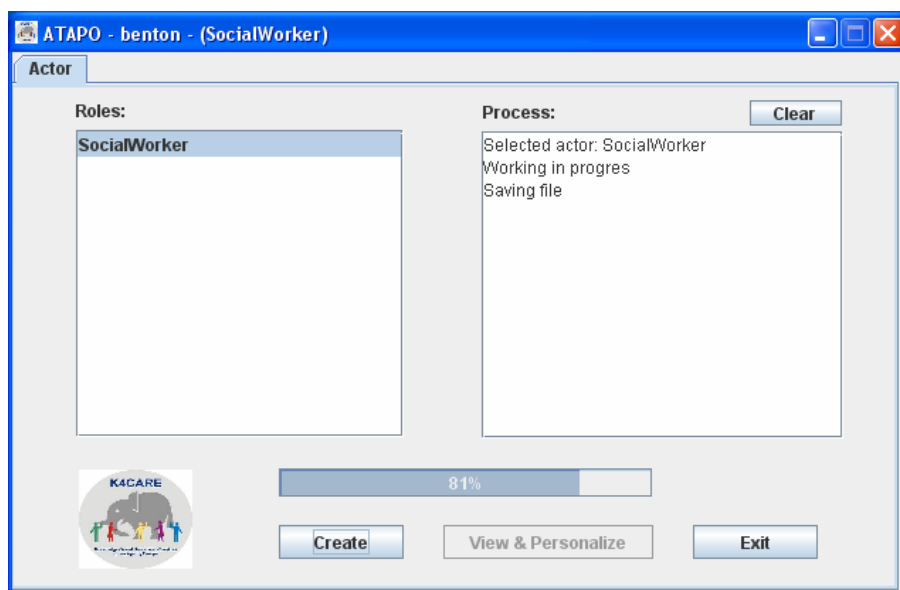 ATAPO - benton - (SocialWorker)
Actor
Roles:
Process:
Clear
SocialWorker
Selected actor: SocialWorker
Working in progres
Saving file
K4CARE
81%
Create
View & Personalize
Exit